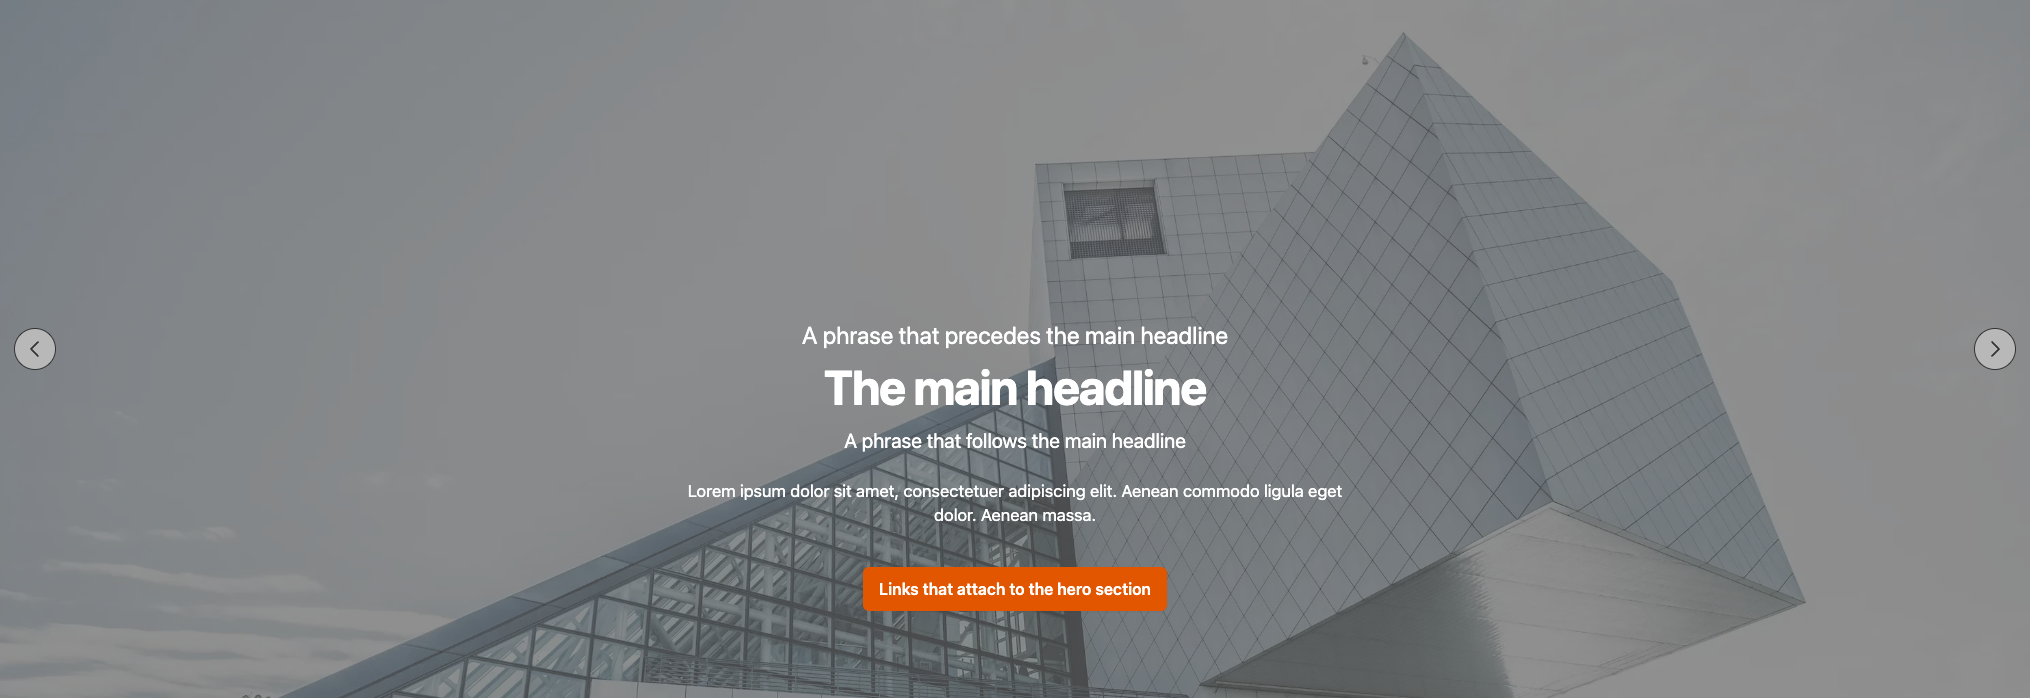 A phrase that precedes the main headline
The main headline
A phrase that follows the main headline
Lorem ipsum dolor sit amet, consectetuer adipiscing elit. Aenean commodo ligula eget
dolor. Aenean massa.
Links that attach to the hero section